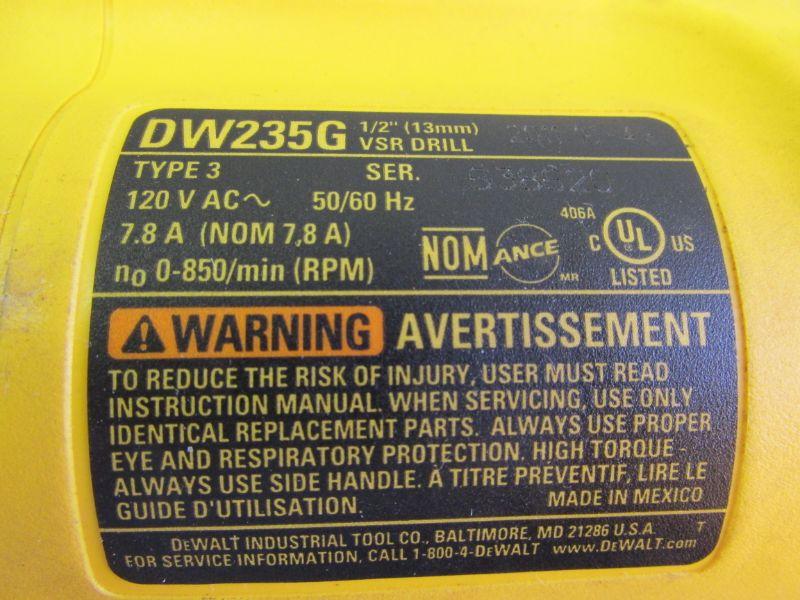 DW235G 1/2" (13mm) VSR DRILL
TYPE 3 SER.
120 V AC~ 50/60 Hz
7.8 A (NOM 7,8 A)
n₀ 0-850/min (RPM)
NOM ANCE MR
406A
C UL US
LISTED
⚠ WARNING AVERTISSEMENT
TO REDUCE THE RISK OF INJURY, USER MUST READ
INSTRUCTION MANUAL. WHEN SERVICING, USE ONLY
IDENTICAL REPLACEMENT PARTS. ALWAYS USE PROPER
EYE AND RESPIRATORY PROTECTION. HIGH TORQUE -
ALWAYS USE SIDE HANDLE. À TITRE PRÉVENTIF, LIRE LE
GUIDE D'UTILISATION. MADE IN MEXICO
DEWALT INDUSTRIAL TOOL CO., BALTIMORE, MD 21286 U.S.A. T
FOR SERVICE INFORMATION, CALL 1-800-4-DEWALT www.DEWALT.com